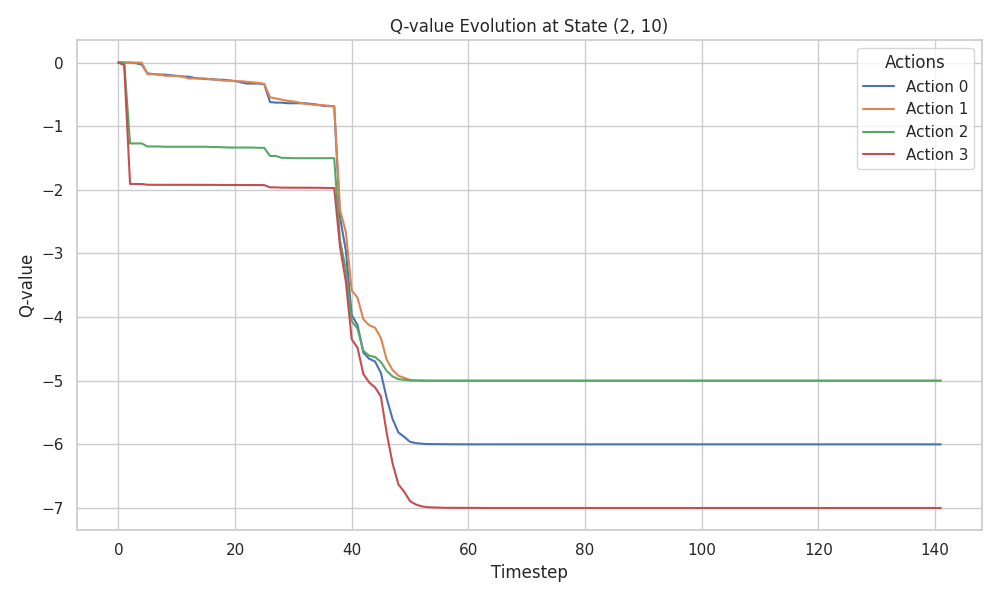 Q-value Evolution at State (2, 10)
Actions
Action 0
Action 1
Action 2
Action 3
Q-value
0
−1
−2
−3
−4
−5
−6
−7
0 20 40 60 80 100 120 140
Timestep